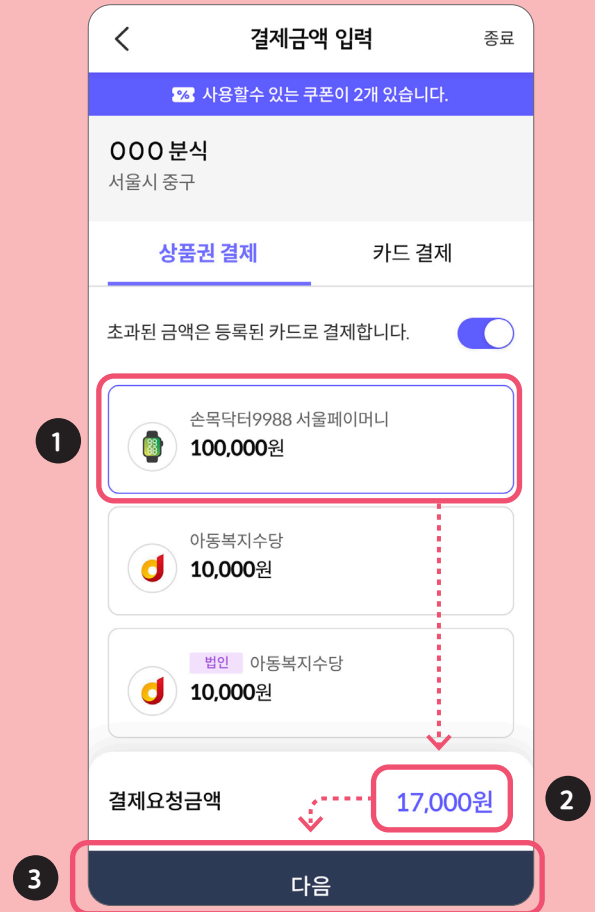 결제금액 입력 종료
% 사용할수 있는 쿠폰이 2개 있습니다.
OOO 분식
서울시 중구
상품권 결제 카드 결제
초과된 금액은 등록된 카드로 결제합니다.
1
손목닥터9988 서울페이머니
100,000원
아동복지수당
10,000원
법인 아동복지수당
10,000원
결제요청금액 17,000원
2
3
다음